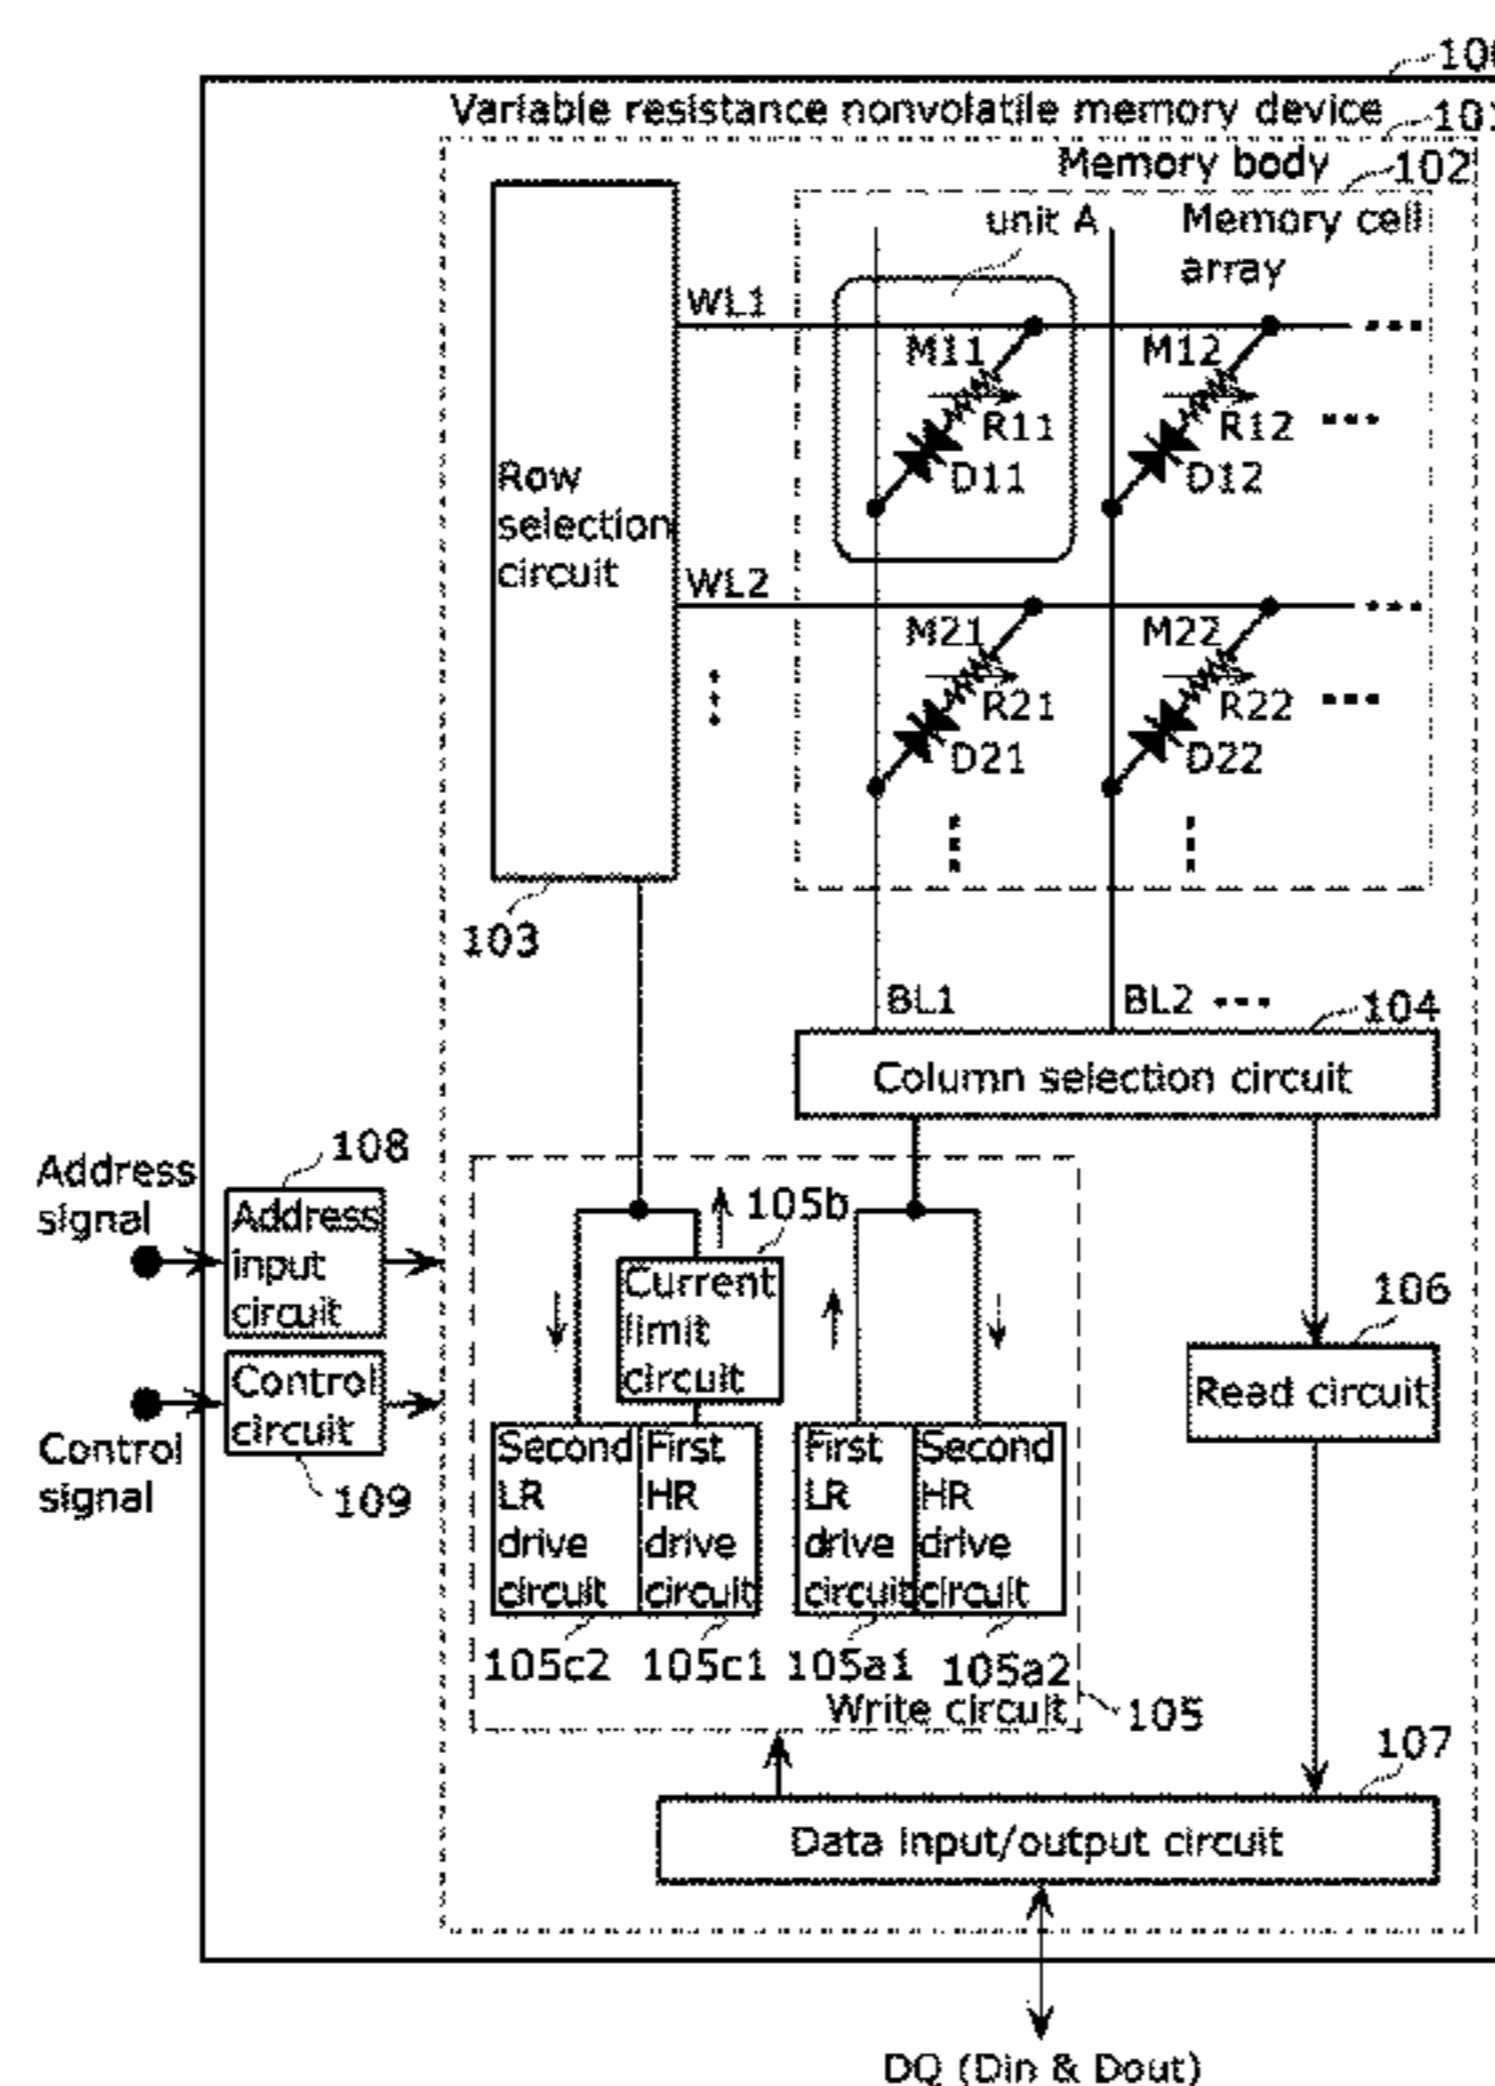 100
Variable resistance nonvolatile memory device
101
Memory body
102
unit A
Memory cell
array
WL1
M11
M12
R11
R12
D11
D12
Row
selection
circuit
WL2
M21
M22
R21
R22
D21
D22
103
BL1
BL2
104
Column selection circuit
108
Address
signal
Address
input
circuit
105b
Current
limit
circuit
106
Read circuit
Control
signal
Control
circuit
109
Second
LR
drive
circuit
First
HR
drive
circuit
First
LR
drive
circuit
Second
HR
drive
circuit
105c2
105c1
105a1
105a2
Write circuit
105
107
Data input/output circuit
DQ (Din & Dout)